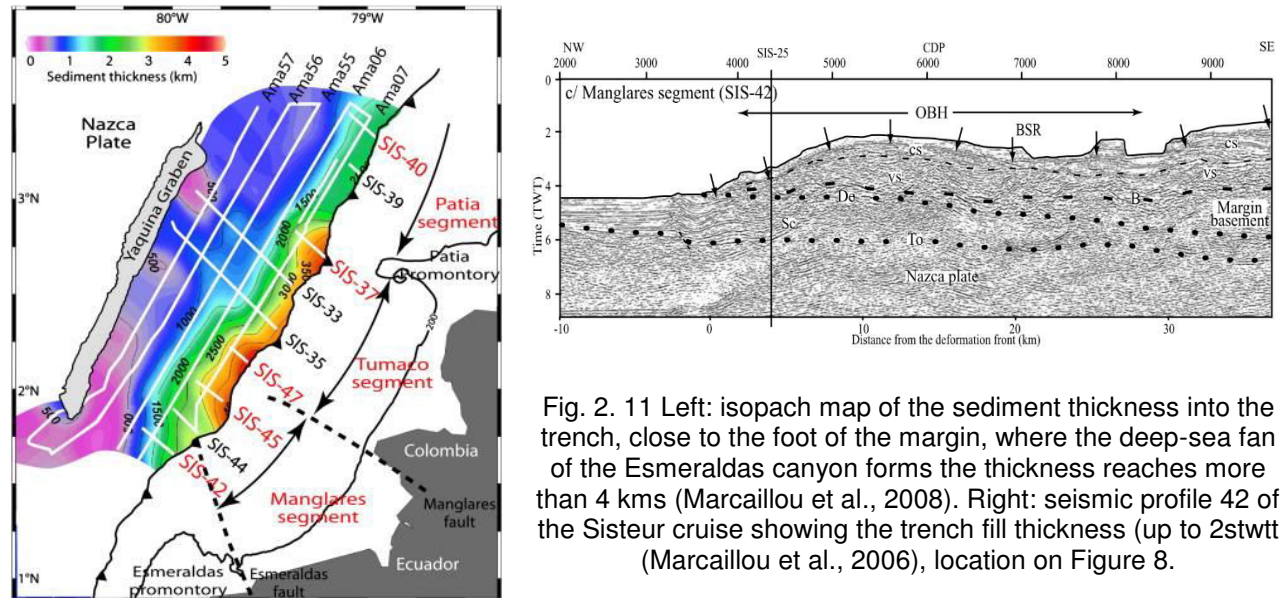 80°W 79°W
0 1 2 3 4 5
Sediment thickness (km)
Ama57
Ama56
Ama55
Ama06
Ama07
Nazca
Plate
Yaquina Graben
SIS-40
SIS-39
3°N
Patia
segment
Patia
Promontory
1500
2000
500
SIS-37
SIS-33
200
1000
SIS-35
2500
Tumaco
segment
2000
SIS-47
2°N
SIS-45
1500
Colombia
SIS-44
SIS-42
Manglares
segment
Manglares
fault
Ecuador
1°N
Esmeraldas
promontory
Esmeraldas
fault
NW SIS-25 CDP SE
2000 3000 4000 5000 6000 7000 8000 9000
c/ Manglares segment (SIS-42)
OBH
BSR
cs cs
vs vs
De B
Margin
basement
Sc
To
Nazca plate
Time (TWT)
0
2
4
6
8
-10 0 10 20 30
Distance from the deformation front (km)
Fig. 2. 11 Left: isopach map of the sediment thickness into the
trench, close to the foot of the margin, where the deep-sea fan
of the Esmeraldas canyon forms the thickness reaches more
than 4 kms (Marcaillou et al., 2008). Right: seismic profile 42 of
the Sisteur cruise showing the trench fill thickness (up to 2stwtt
(Marcaillou et al., 2006), location on Figure 8.